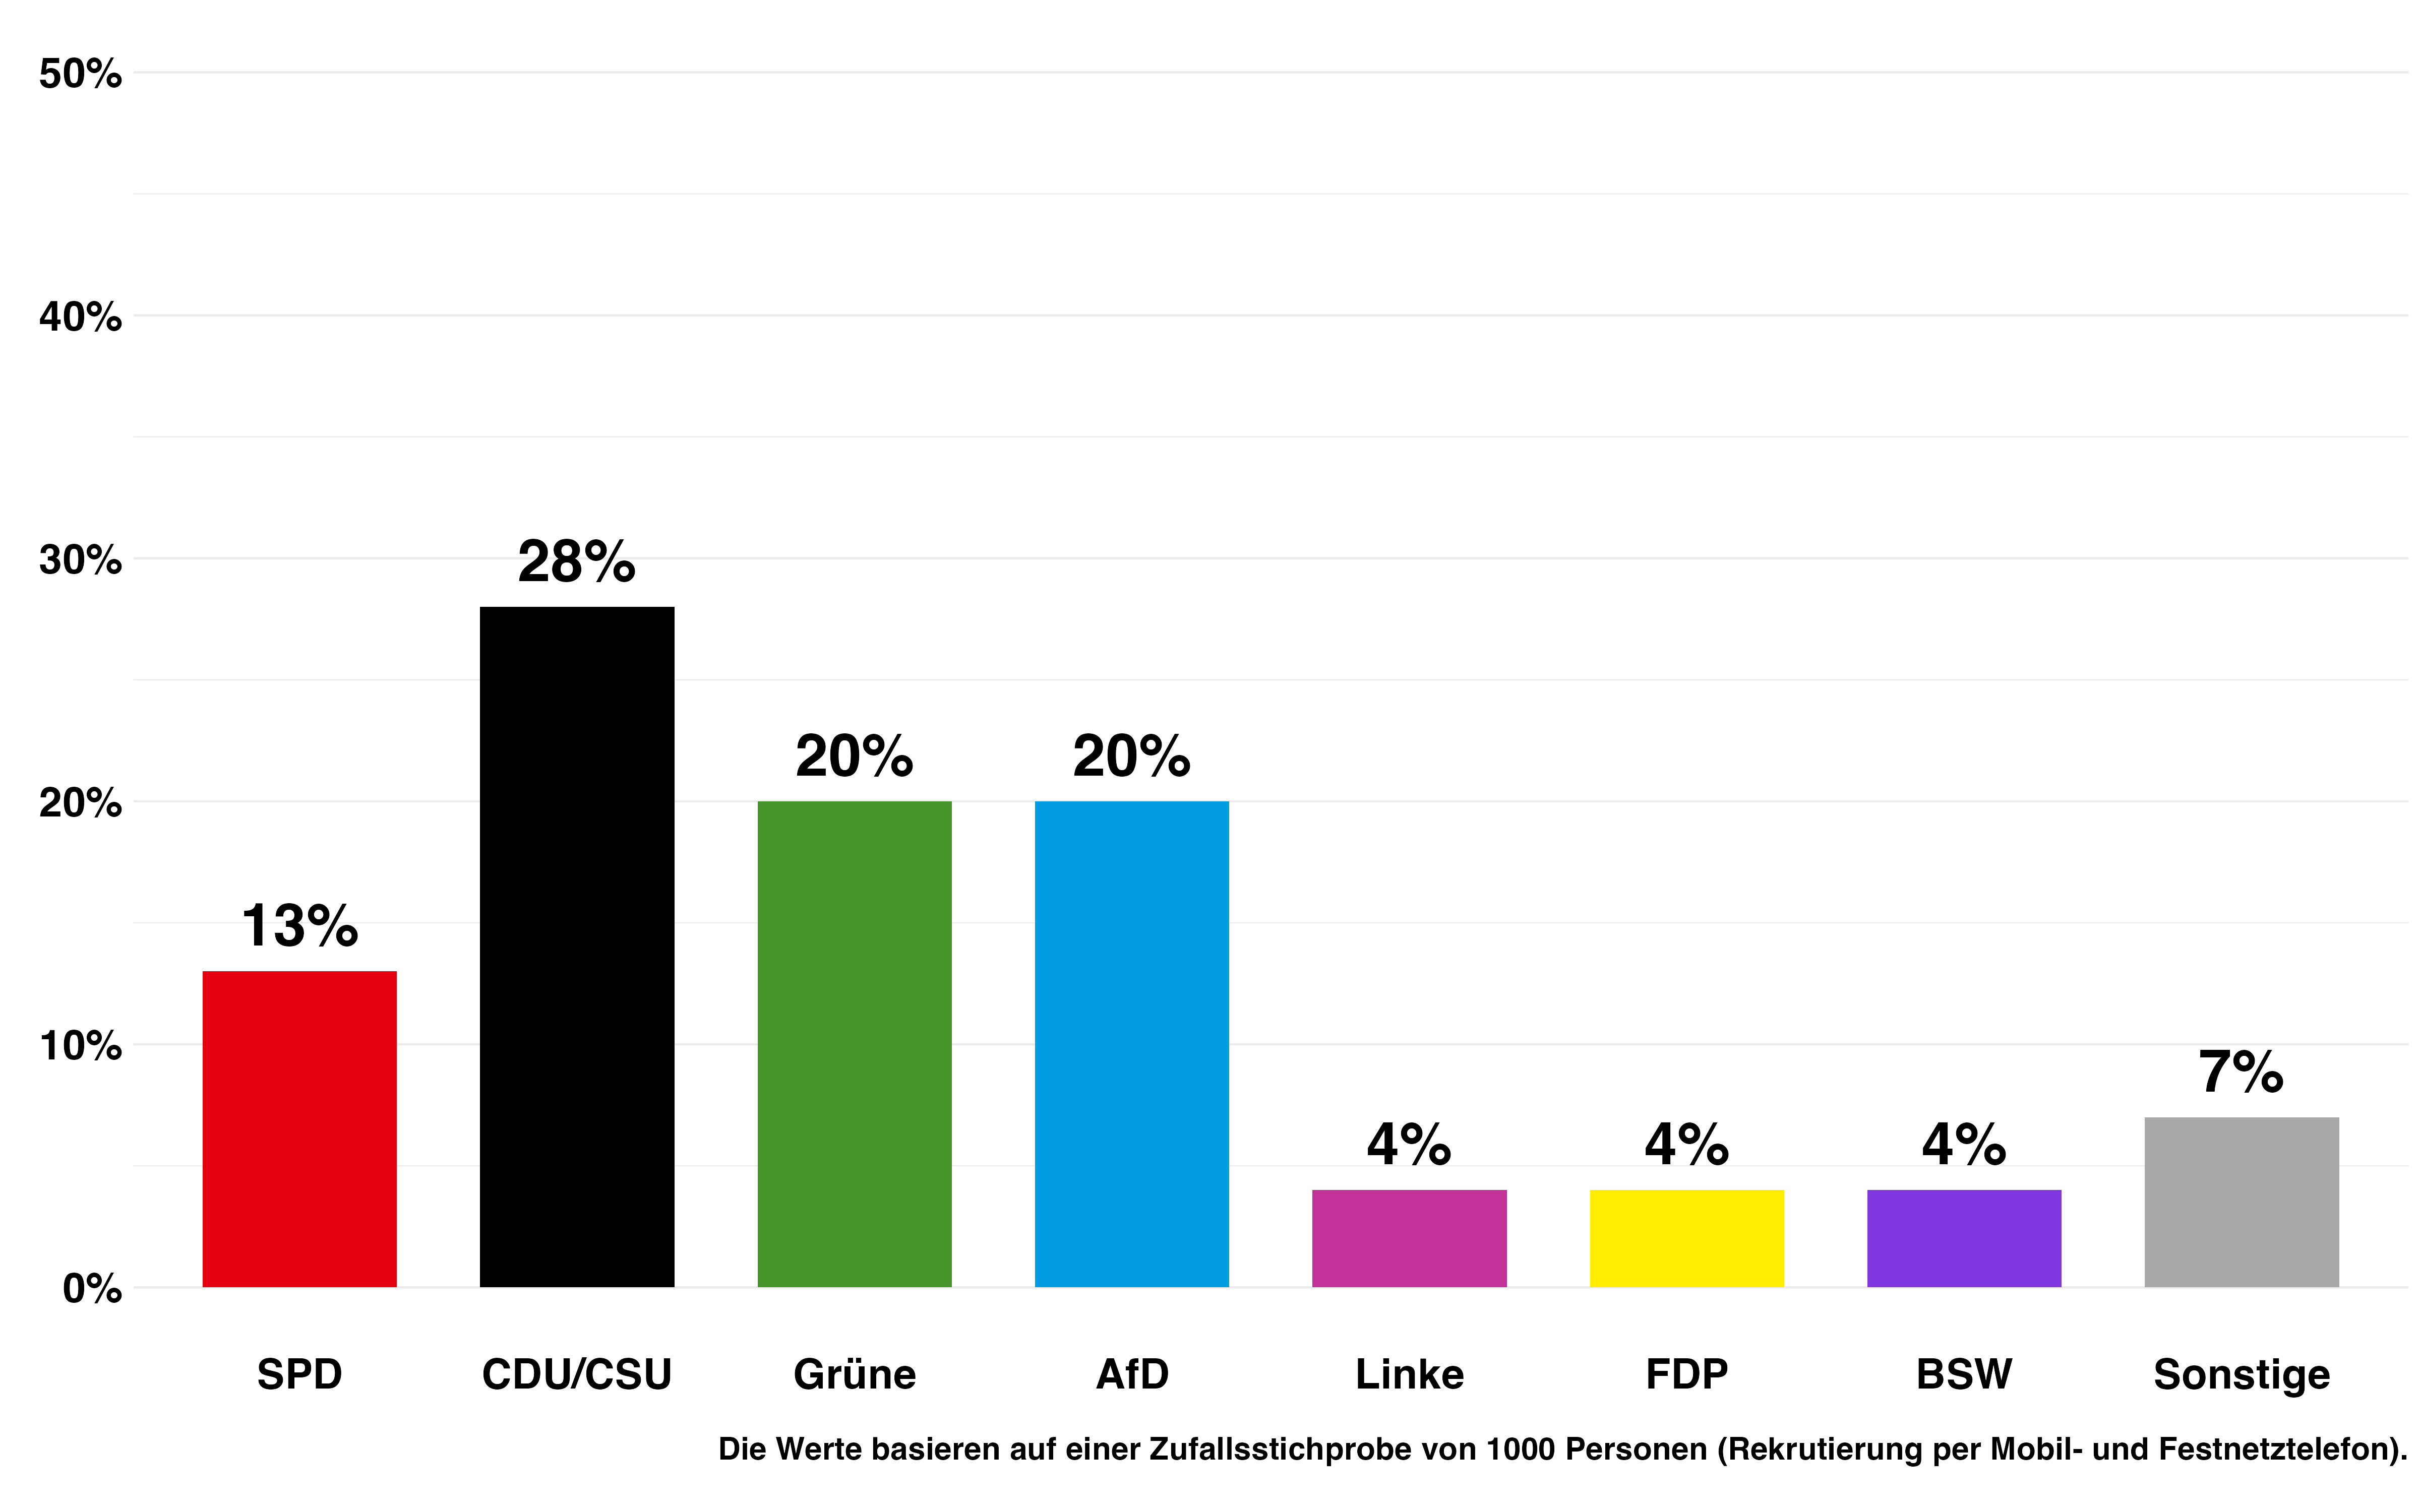 50%
40%
30%
20%
10%
0%
13%
28%
20%
20%
4%
4%
4%
7%
SPD
CDU/CSU
Grüne
AfD
Linke
FDP
BSW
Sonstige
Die Werte basieren auf einer Zufallsstichprobe von 1000 Personen (Rekrutierung per Mobil- und Festnetztelefon).